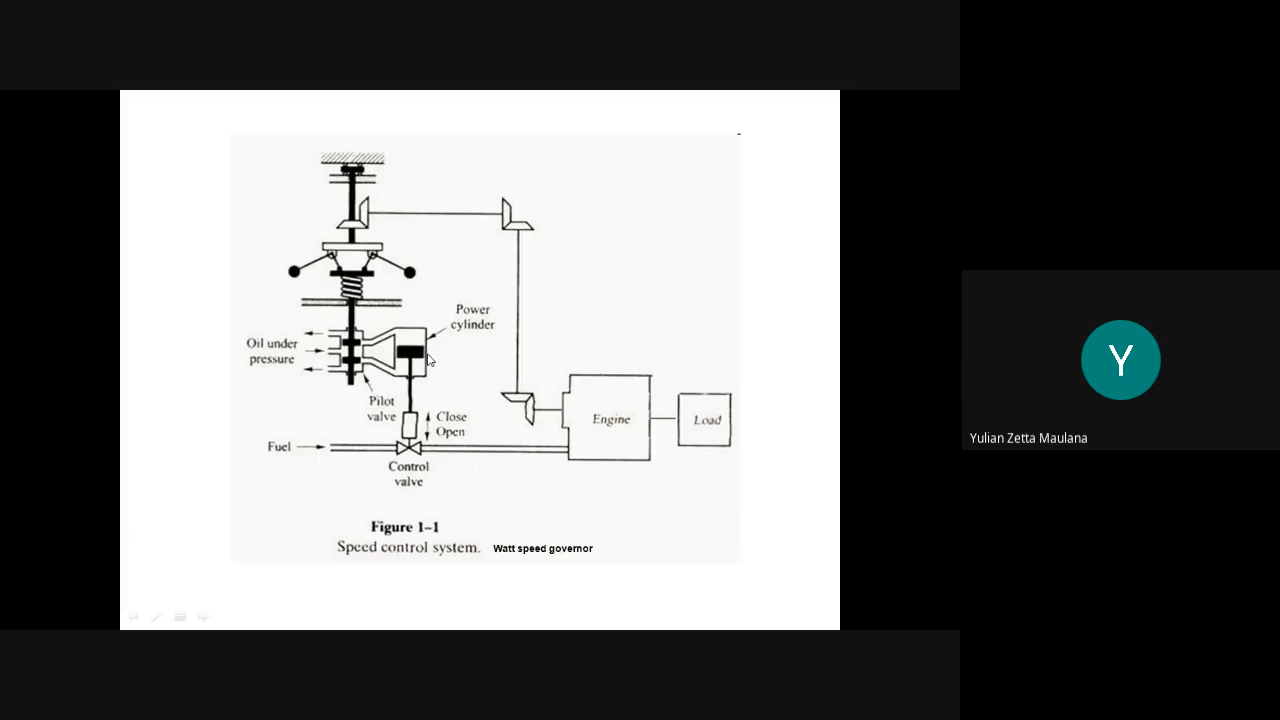 Power
cylinder
Oil under
pressure
Pilot
valve
Close
Open
Engine
Load
Fuel
Control
valve
Figure 1–1
Speed control system. Watt speed governor
Y
Yulian Zetta Maulana